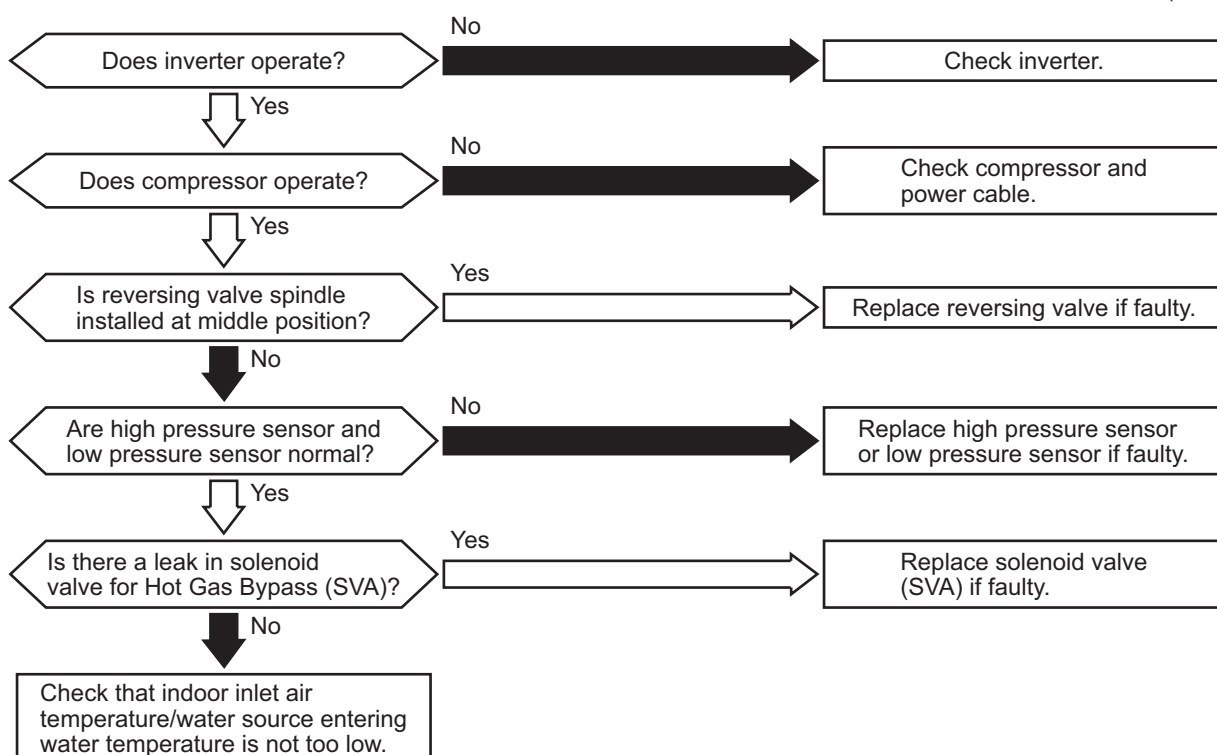 No
Does inverter operate?
Check inverter.
Yes
No
Does compressor operate?
Check compressor and
power cable.
Yes
Yes
Is reversing valve spindle
installed at middle position?
Replace reversing valve if faulty.
No
No
Are high pressure sensor and
low pressure sensor normal?
Replace high pressure sensor
or low pressure sensor if faulty.
Yes
Yes
Is there a leak in solenoid
valve for Hot Gas Bypass (SVA)?
Replace solenoid valve
(SVA) if faulty.
No
Check that indoor inlet air
temperature/water source entering
water temperature is not too low.